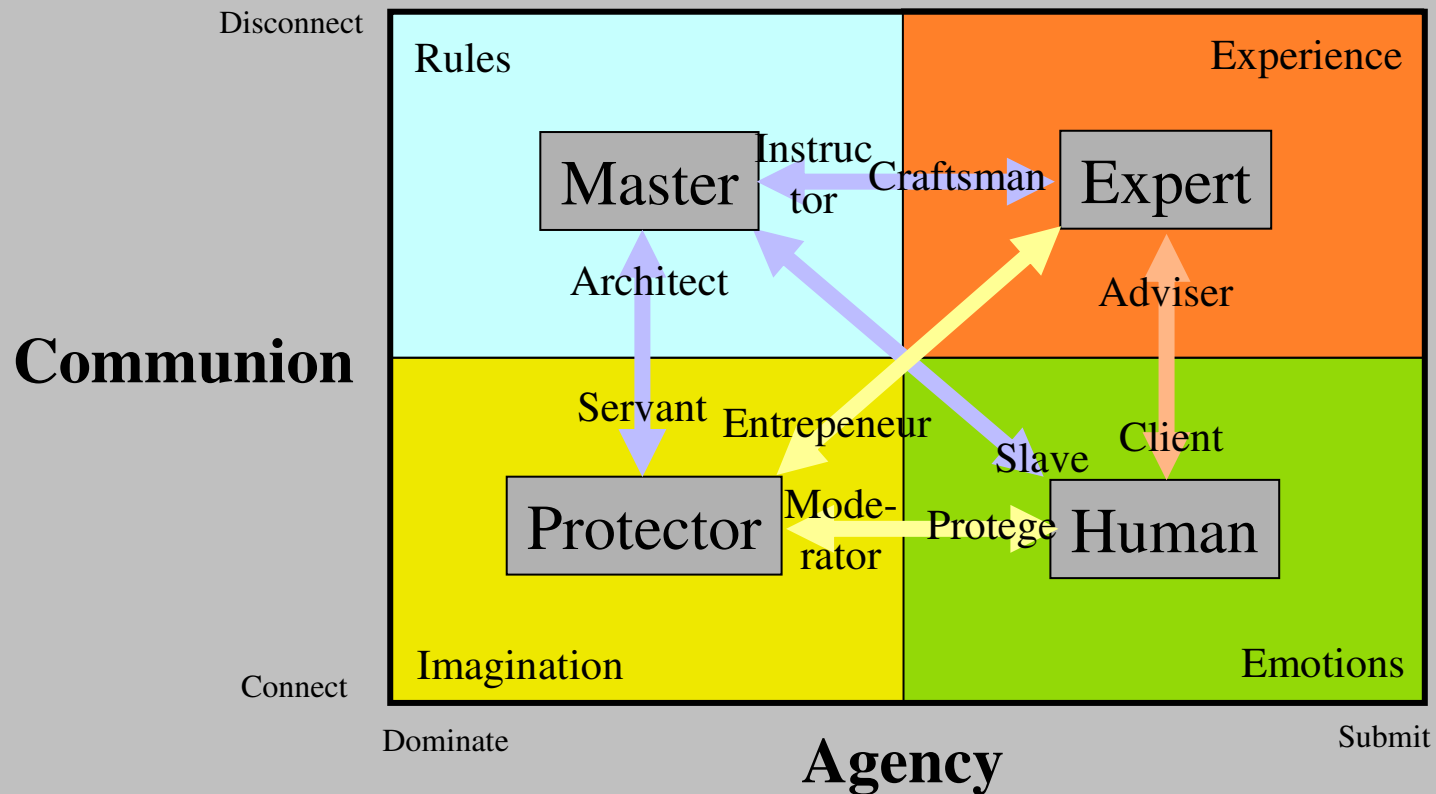 Disconnect
Rules
Experience
Master
Instruc
tor
Craftsman
Expert
Architect
Adviser
Communion
Servant
Entrepeneur
Client
Slave
Protector
Mode-
rator
Protege
Human
Imagination
Emotions
Connect
Dominate
Agency
Submit